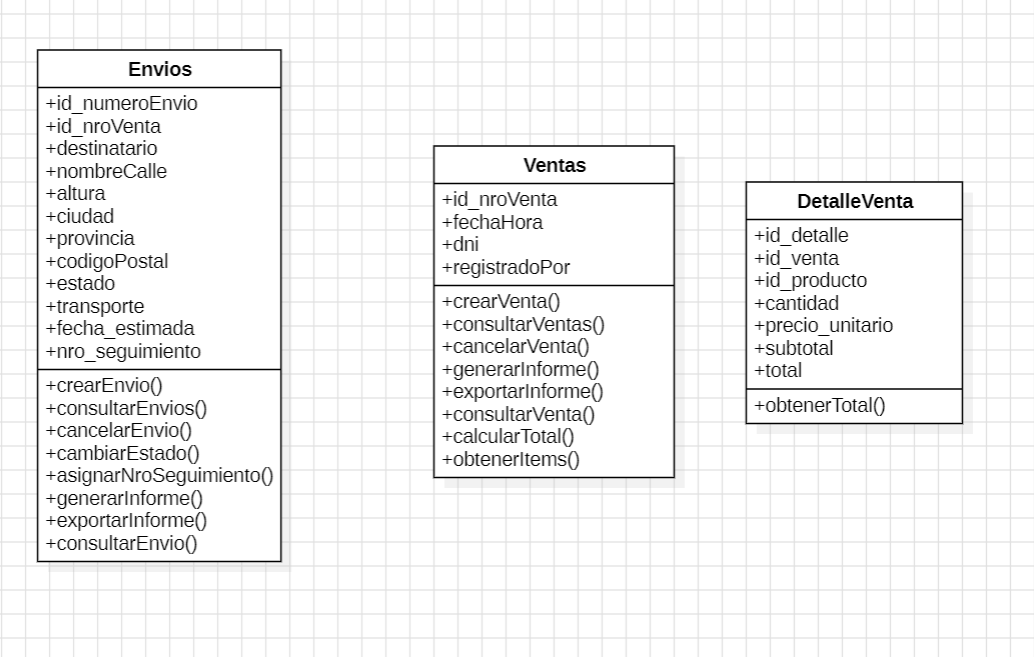 Envios
+id_numeroEnvio
+id_nroVenta
+destinatario
+nombreCalle
+altura
+ciudad
+provincia
+codigoPostal
+estado
+transporte
+fecha_estimada
+nro_seguimiento
+crearEnvio()
+consultarEnvios()
+cancelarEnvio()
+cambiarEstado()
+asignarNroSeguimiento()
+generarInforme()
+exportarInforme()
+consultarEnvio()
Ventas
+id_nroVenta
+fechaHora
+dni
+registradoPor
+crearVenta()
+consultarVentas()
+cancelarVenta()
+generarInforme()
+exportarInforme()
+consultarVenta()
+calcularTotal()
+obtenerItems()
DetalleVenta
+id_detalle
+id_venta
+id_producto
+cantidad
+precio_unitario
+subtotal
+total
+obtenerTotal()